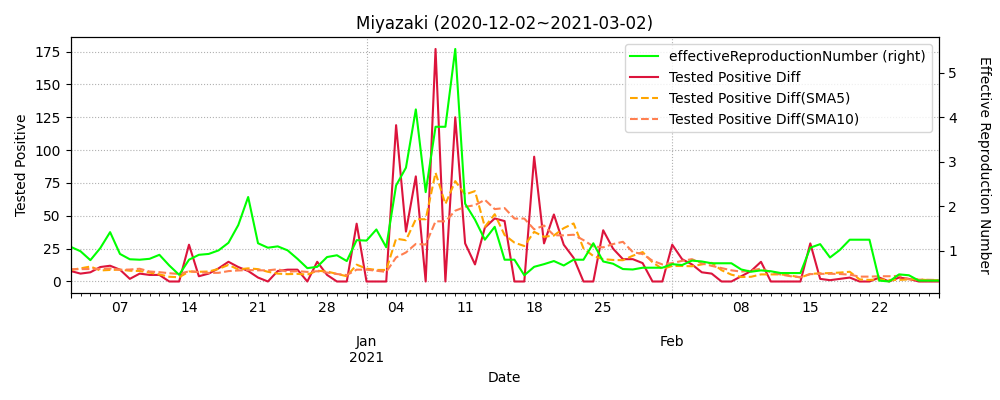 Miyazaki (2020-12-02~2021-03-02)
effectiveReproductionNumber (right)
Tested Positive Diff
Tested Positive Diff(SMA5)
Tested Positive Diff(SMA10)
Tested Positive
175
150
125
100
75
50
25
0
5
4
3
2
1
Effective Reproduction Number
07 14 21 28 04 11 18 25 08 15 22
Jan Feb
2021
Date